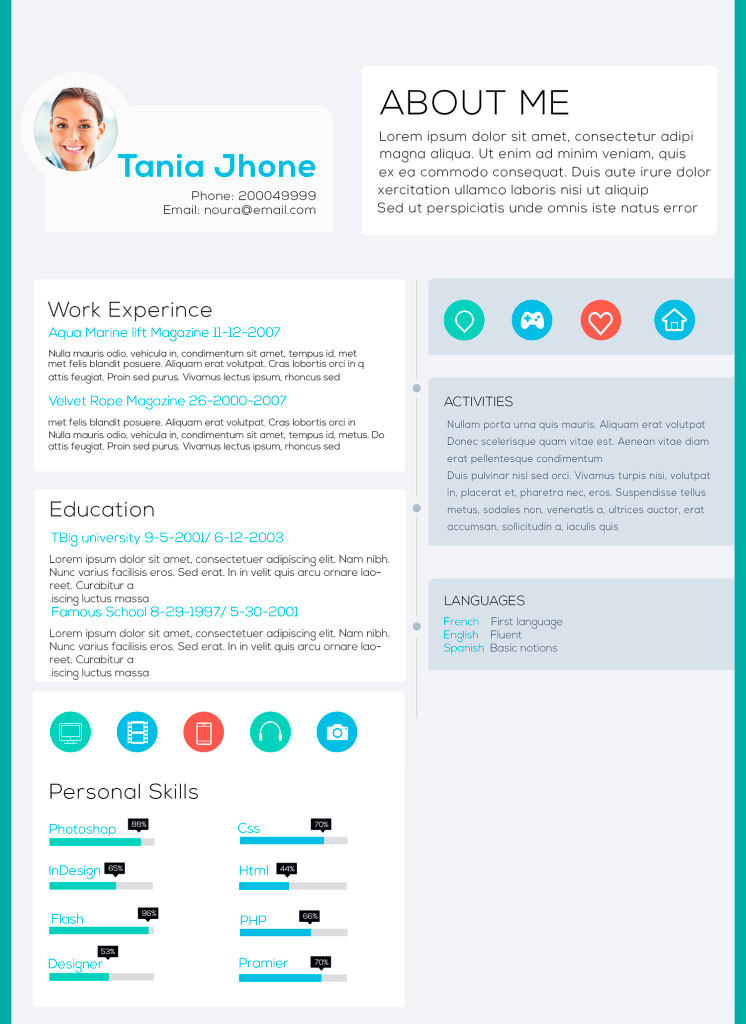 Tania Jhone
Phone: 200049999
Email: noura@email.com
ABOUT ME
Lorem ipsum dolor sit amet, consectetur adipi
magna aliqua. Ut enim ad minim veniam, quis
ex ea commodo consequat. Duis aute irure dolor
xercitation ullamco laboris nisi ut aliquip
Sed ut perspiciatis unde omnis iste natus error
Work Experince
Aqua Marine lift Magazine 11-12-2007
Nulla mauris odio, vehicula in, condimentum sit amet, tempus id, met
met felis blandit posuere. Aliquam erat volutpat. Cras lobortis orci in q
attis feugiat. Proin sed purus. Vivamus lectus ipsum, rhoncus sed
Velvet Rope Magazine 26-2000-2007
met felis blandit posuere. Aliquam erat volutpat. Cras lobortis orci in
Nulla mauris odio, vehicula in, condimentum sit amet, tempus id, metus. Do
attis feugiat. Proin sed purus. Vivamus lectus ipsum, rhoncus sed
Education
TBig university 9-5-2001/ 6-12-2003
Lorem ipsum dolor sit amet, consectetuer adipiscing elit. Nam nibh.
Nunc varius facilisis eros. Sed erat. In in velit quis arcu ornare lao-
reet. Curabitur a
.iscing luctus massa
Famous School 8-29-1997/ 5-30-2001
Lorem ipsum dolor sit amet, consectetuer adipiscing elit. Nam nibh.
Nunc varius facilisis eros. Sed erat. In in velit quis arcu ornare lao-
reet. Curabitur a
.iscing luctus massa
Personal Skills
Photoshop 88%
InDesign 65%
Flash 96%
Designer 53%
Css 70%
Html 44%
PHP 66%
Pramier 70%
ACTIVITIES
Nullam porta urna quis mauris. Aliquam erat volutpat
Donec scelerisque quam vitae est. Aenean vitae diam
erat pellentesque condimentum
Duis pulvinar nisl sed orci. Vivamus turpis nisi, volutpat
in, placerat et, pharetra nec, eros. Suspendisse tellus
metus, sodales non, venenatis a, ultrices auctor, erat
accumsan, sollicitudin a, iaculis quis
LANGUAGES
French First language
English Fluent
Spanish Basic notions